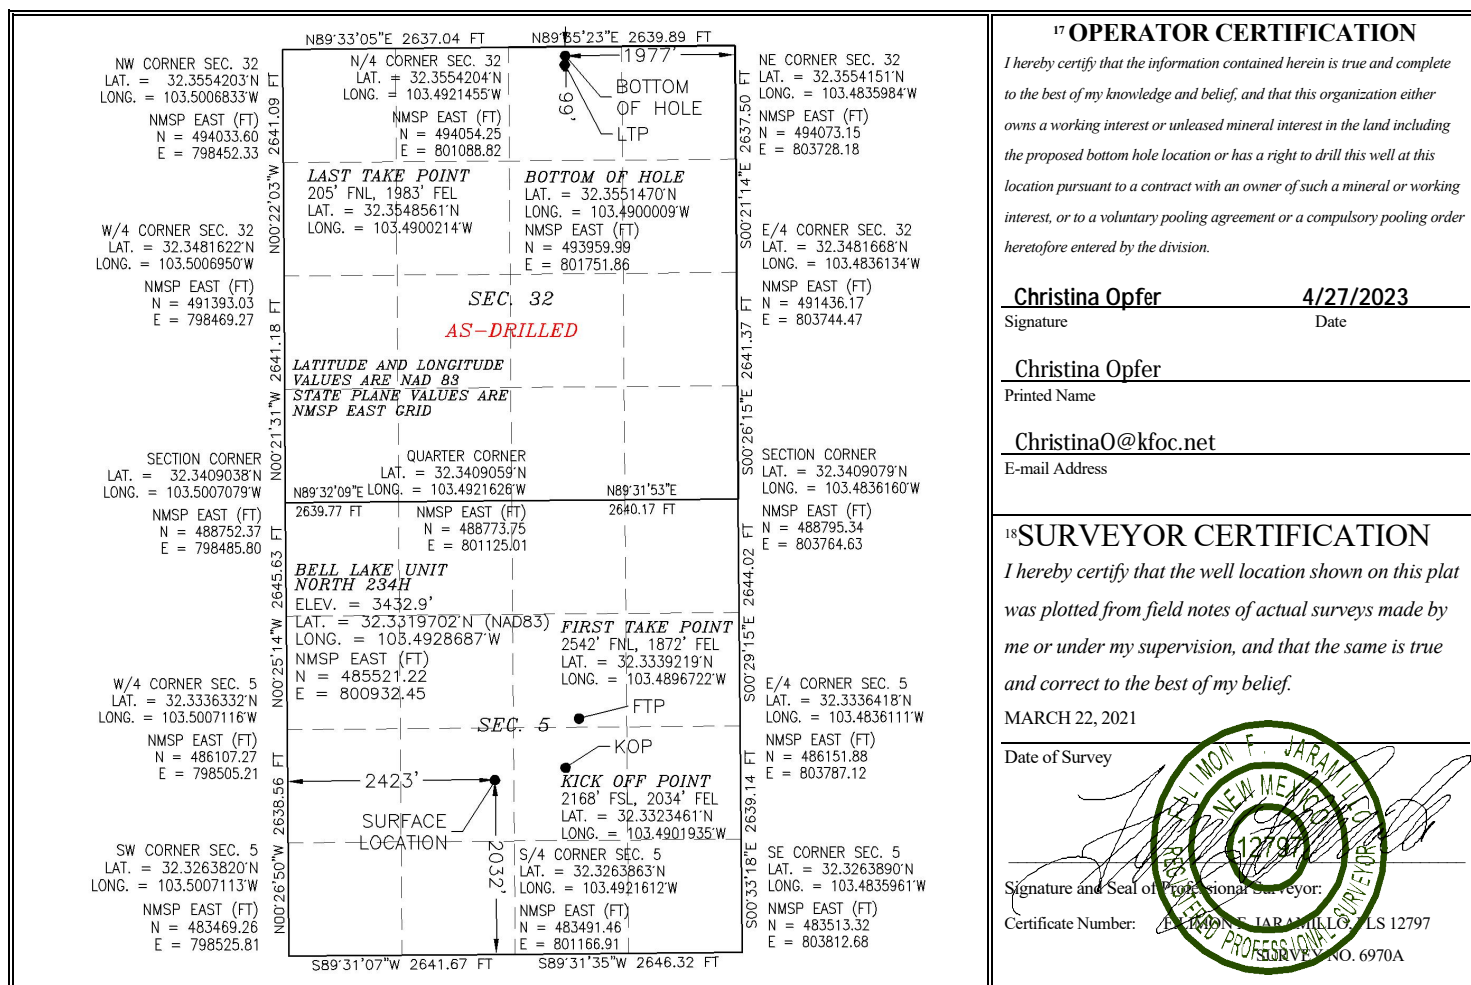 N89°33'05"E 2637.04 FT
N89°55'23"E 2639.89 FT
NW CORNER SEC. 32
LAT. = 32.3554203°N
LONG. = 103.5006833°W
NMSP EAST (FT)
N = 494033.60
E = 798452.33
N/4 CORNER SEC. 32
LAT. = 32.3554204°N
LONG. = 103.4921455°W
NMSP EAST (FT)
N = 494054.25
E = 801088.82
1977'
99'
BOTTOM
OF HOLE
LTP
NE CORNER SEC. 32
LAT. = 32.3554151°N
LONG. = 103.4835984°W
NMSP EAST (FT)
N = 494073.15
E = 803728.18
N00°22'03"W 2641.09 FT
S00°21'14"E 2637.50 FT
LAST TAKE POINT
205' FNL, 1983' FEL
LAT. = 32.3548561°N
LONG. = 103.4900214°W
BOTTOM OF HOLE
LAT. = 32.3551470°N
LONG. = 103.4900009°W
NMSP EAST (FT)
N = 493959.99
E = 801751.86
W/4 CORNER SEC. 32
LAT. = 32.3481622°N
LONG. = 103.5006950°W
NMSP EAST (FT)
N = 491393.03
E = 798469.27
E/4 CORNER SEC. 32
LAT. = 32.3481668°N
LONG. = 103.4836134°W
NMSP EAST (FT)
N = 491436.17
E = 803744.47
SEC. 32
AS-DRILLED
N00°21'31"W 2641.18 FT
S00°26'15"E 2641.37 FT
LATITUDE AND LONGITUDE
VALUES ARE NAD 83
STATE PLANE VALUES ARE
NMSP EAST GRID
SECTION CORNER
LAT. = 32.3409038°N
LONG. = 103.5007079°W
NMSP EAST (FT)
N = 488752.37
E = 798485.80
QUARTER CORNER
LAT. = 32.3409059°N
LONG. = 103.4921626°W
NMSP EAST (FT)
N = 488773.75
E = 801125.01
N89°32'09"E
2639.77 FT
N89°31'53"E
2640.17 FT
SECTION CORNER
LAT. = 32.3409079°N
LONG. = 103.4836160°W
NMSP EAST (FT)
N = 488795.34
E = 803764.63
N00°25'14"W 2645.63 FT
S00°29'15"E 2644.02 FT
BELL LAKE UNIT
NORTH 234H
ELEV. = 3432.9'
LAT. = 32.3319702°N (NAD83)
LONG. = 103.4928687°W
NMSP EAST (FT)
N = 485521.22
E = 800932.45
FIRST TAKE POINT
2542' FNL, 1872' FEL
LAT. = 32.3339219°N
LONG. = 103.4896722°W
FTP
W/4 CORNER SEC. 5
LAT. = 32.3336332°N
LONG. = 103.5007116°W
NMSP EAST (FT)
N = 486107.27
E = 798505.21
E/4 CORNER SEC. 5
LAT. = 32.3336418°N
LONG. = 103.4836111°W
NMSP EAST (FT)
N = 486151.88
E = 803787.12
SEC. 5
KOP
KICK OFF POINT
2168' FSL, 2034' FEL
LAT. = 32.3323461°N
LONG. = 103.4901935°W
2423'
SURFACE
LOCATION
2032'
N00°26'50"W 2638.56 FT
S00°33'18"E 2639.14 FT
SW CORNER SEC. 5
LAT. = 32.3263820°N
LONG. = 103.5007113°W
NMSP EAST (FT)
N = 483469.26
E = 798525.81
S/4 CORNER SEC. 5
LAT. = 32.3263863°N
LONG. = 103.4921612°W
NMSP EAST (FT)
N = 483491.46
E = 801166.91
SE CORNER SEC. 5
LAT. = 32.3263890°N
LONG. = 103.4835961°W
NMSP EAST (FT)
N = 483513.32
E = 803812.68
S89°31'07"W 2641.67 FT
S89°31'35"W 2646.32 FT
17 OPERATOR CERTIFICATION
I hereby certify that the information contained herein is true and complete
to the best of my knowledge and belief, and that this organization either
owns a working interest or unleased mineral interest in the land including
the proposed bottom hole location or has a right to drill this well at this
location pursuant to a contract with an owner of such a mineral or working
interest, or to a voluntary pooling agreement or a compulsory pooling order
heretofore entered by the division.
Christina Opfer 4/27/2023
Signature Date
Christina Opfer
Printed Name
ChristinaO@kfoc.net
E-mail Address
18 SURVEYOR CERTIFICATION
I hereby certify that the well location shown on this plat
was plotted from field notes of actual surveys made by
me or under my supervision, and that the same is true
and correct to the best of my belief.
MARCH 22, 2021
Date of Survey
FILIMON F. JARAMILLO
NEW MEXICO
12797
REGISTERED PROFESSIONAL SURVEYOR
Signature and Seal of Professional Surveyor:
Certificate Number: FILIMON F. JARAMILLO, PLS 12797
SURVEY NO. 6970A